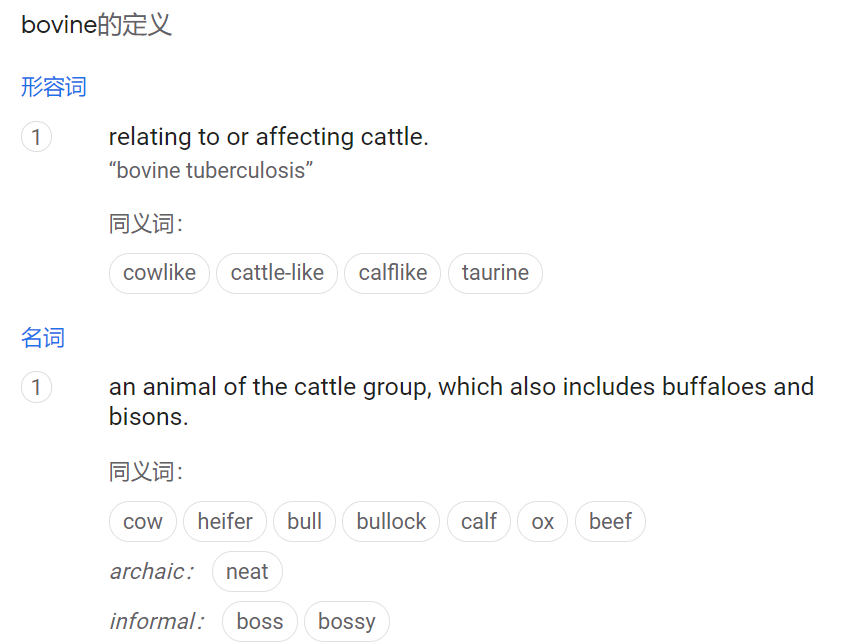 bovine的定义
形容词
1 relating to or affecting cattle.
“bovine tuberculosis”
同义词：
cowlike cattle-like calflike taurine
名词
1 an animal of the cattle group, which also includes buffaloes and
bisons.
同义词：
cow heifer bull bullock calf ox beef
archaic： neat
informal： boss bossy